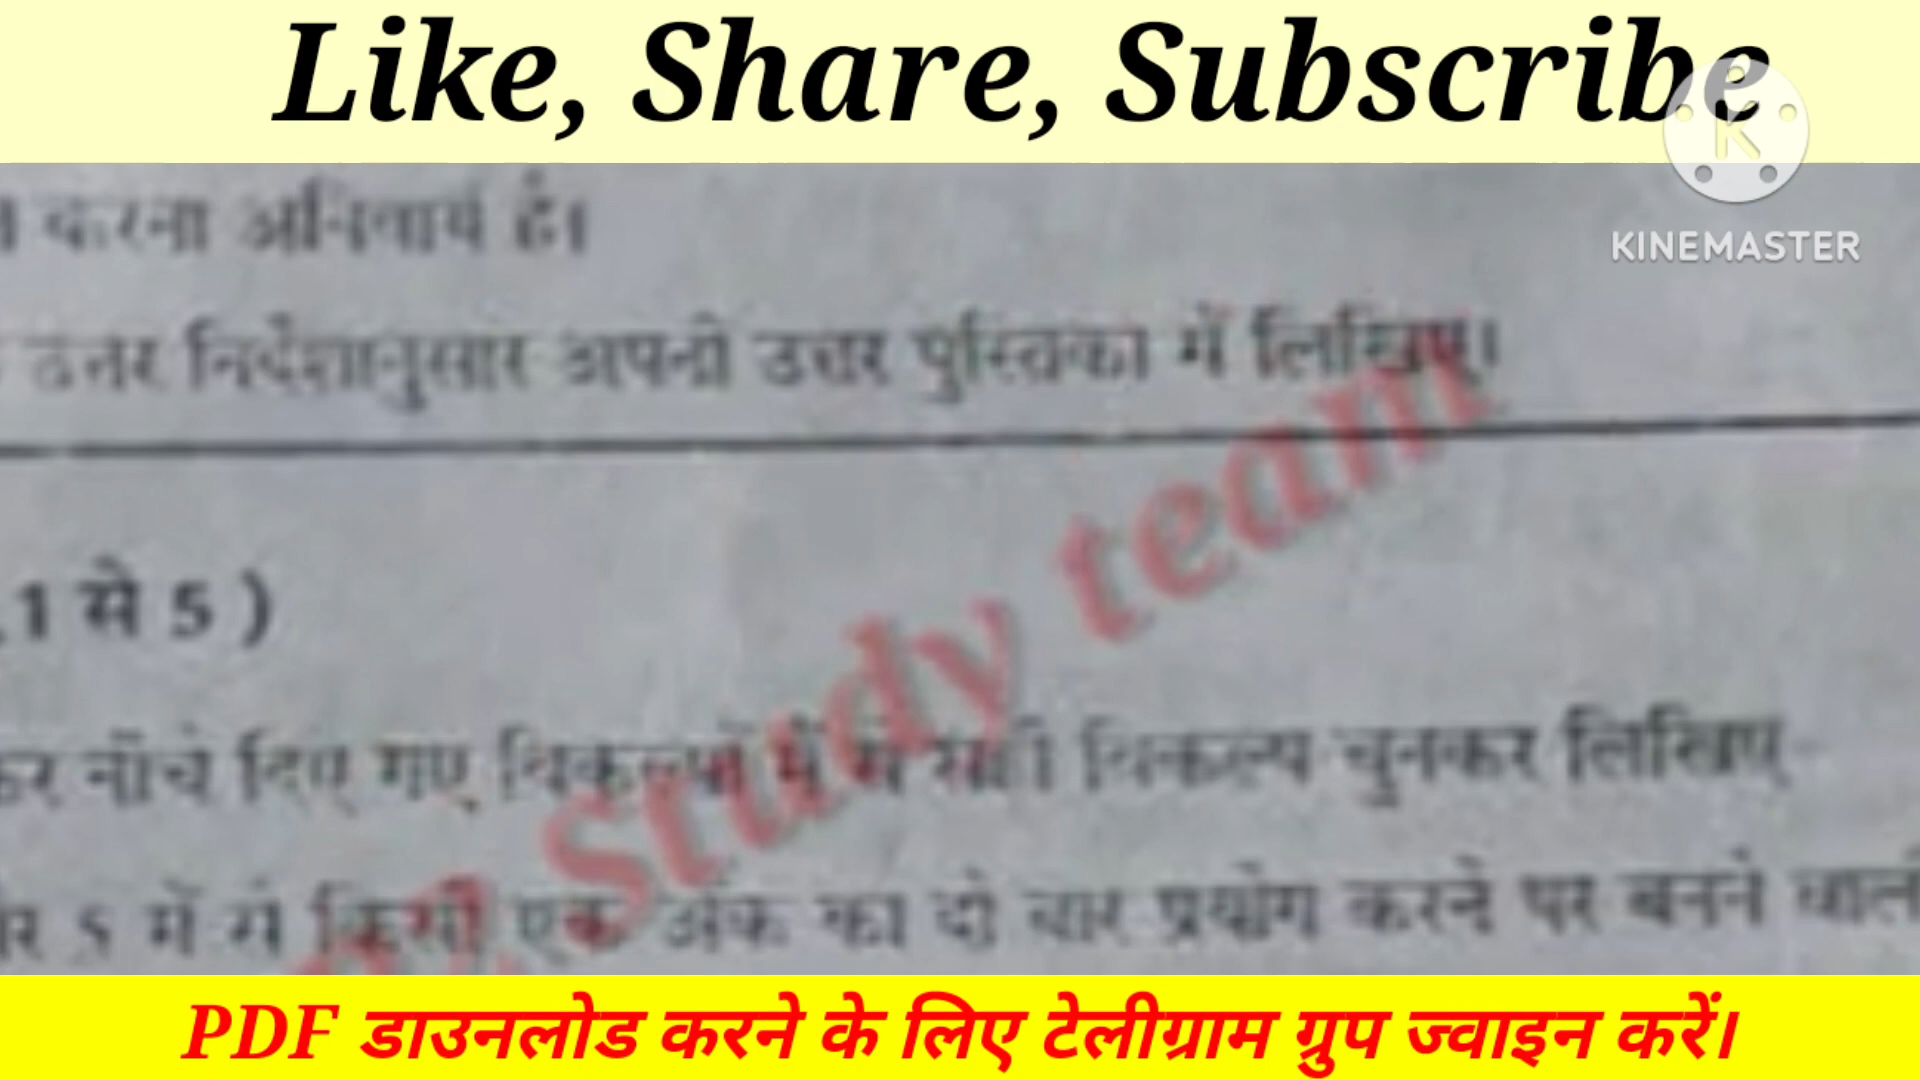 Like, Share, Subscribe
K
KINEMASTER
करना अनिवार्य है।
उत्तर निर्देशानुसार अपनी उत्तर पुस्तिका में लिखिए।
1 से 5 )
study team
कर नीचे दिए गए विकल्पों में से सही विकल्प चुनकर लिखिए
5 में से किसी एक अंक का दो बार प्रयोग करने पर बनने वाली
PDF डाउनलोड करने के लिए टेलीग्राम ग्रुप ज्वाइन करें।